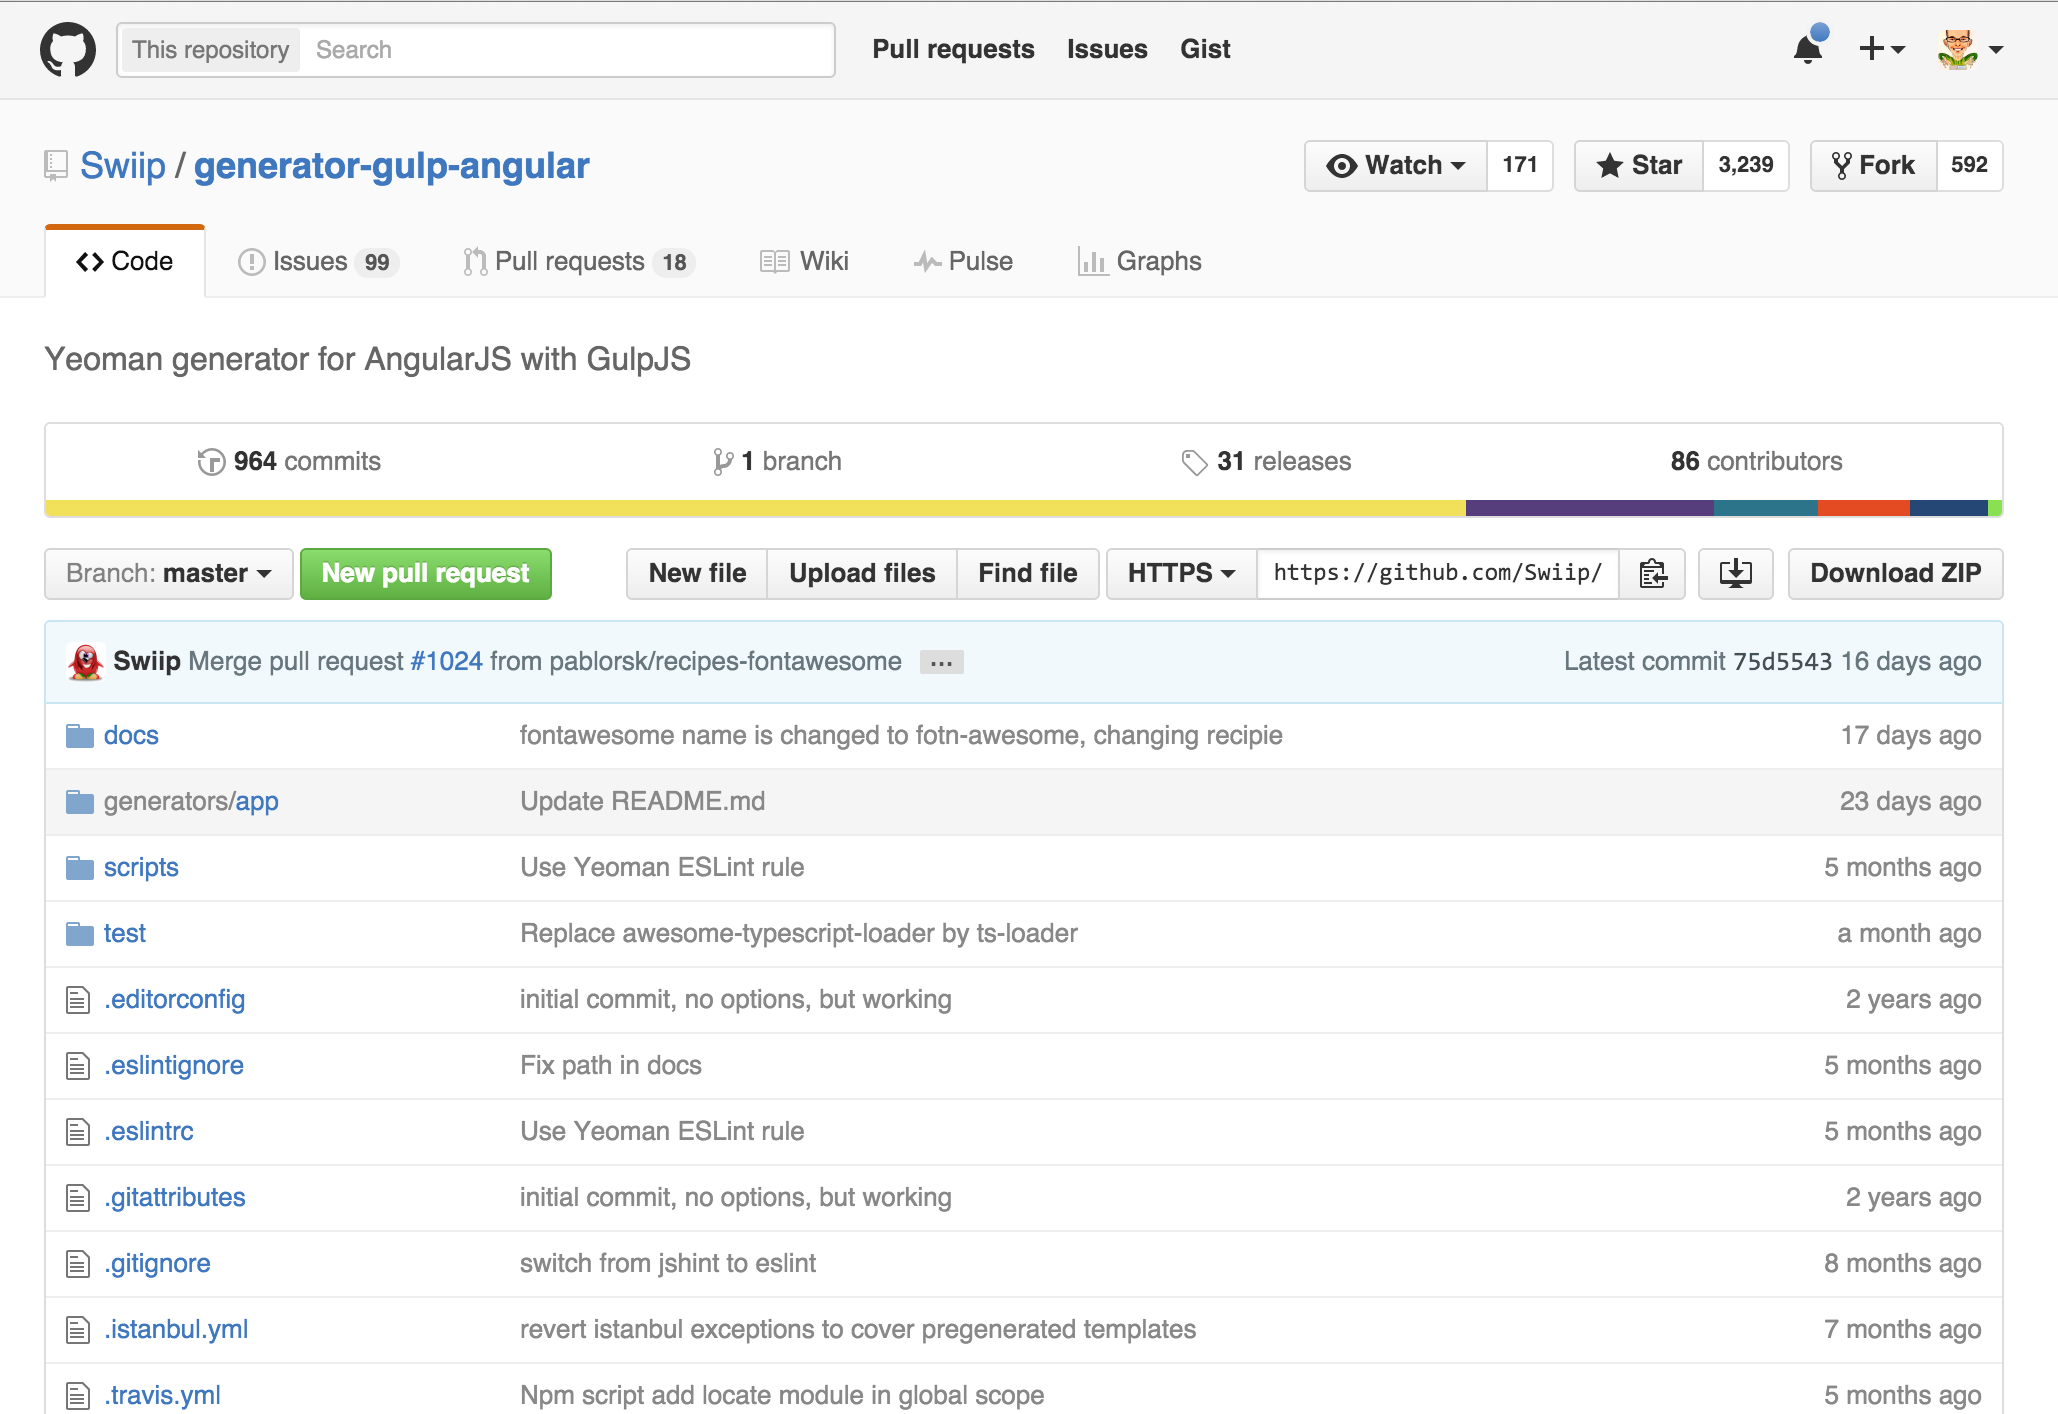 This repository Search Pull requests Issues Gist
Swiip / generator-gulp-angular Watch 171 Star 3,239 Fork 592
Code Issues 99 Pull requests 18 Wiki Pulse Graphs
Yeoman generator for AngularJS with GulpJS
964 commits 1 branch 31 releases 86 contributors
Branch: master New pull request New file Upload files Find file HTTPS https://github.com/Swiip/ Download ZIP
Swiip Merge pull request #1024 from pablorsk/recipes-fontawesome ... Latest commit 75d5543 16 days ago
docs fontawesome name is changed to fotn-awesome, changing recipie 17 days ago
generators/app Update README.md 23 days ago
scripts Use Yeoman ESLint rule 5 months ago
test Replace awesome-typescript-loader by ts-loader a month ago
.editorconfig initial commit, no options, but working 2 years ago
.eslintignore Fix path in docs 5 months ago
.eslintrc Use Yeoman ESLint rule 5 months ago
.gitattributes initial commit, no options, but working 2 years ago
.gitignore switch from jshint to eslint 8 months ago
.istanbul.yml revert istanbul exceptions to cover pregenerated templates 7 months ago
.travis.yml Npm script add locate module in global scope 5 months ago